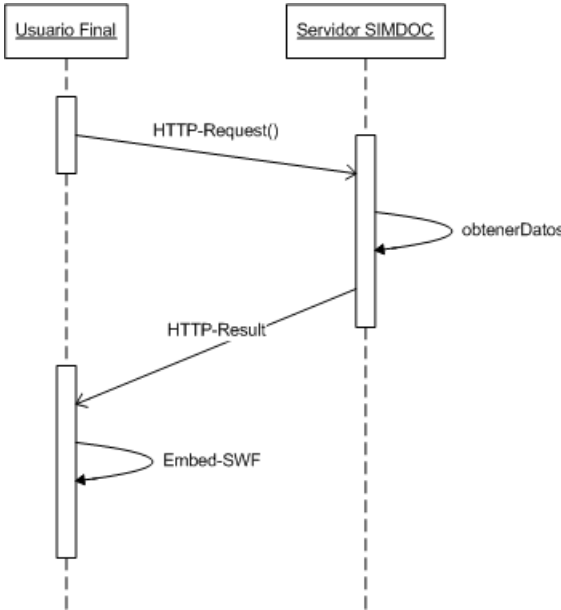 Usuario Final
Servidor SIMDOC
HTTP-Request()
obtenerDatos
HTTP-Result
Embed-SWF